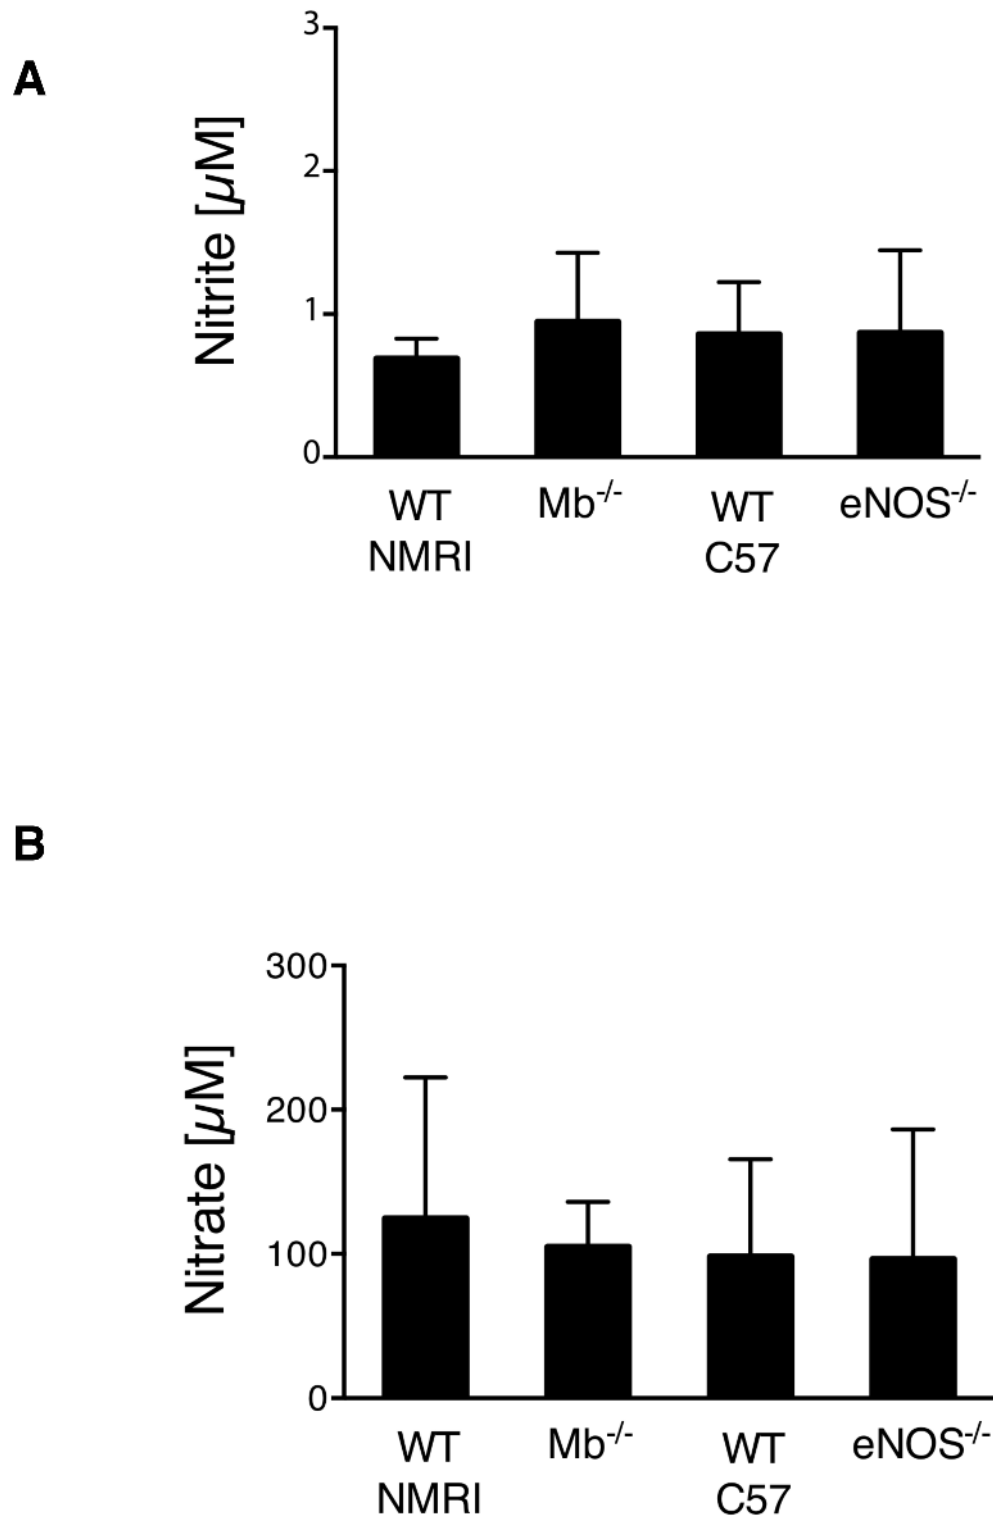 A
Nitrite [µM]
3
2
1
0
WT
NMRI
Mb-/-
WT
C57
eNOS-/-
B
Nitrate [µM]
300
200
100
0
WT
NMRI
Mb-/-
WT
C57
eNOS-/-